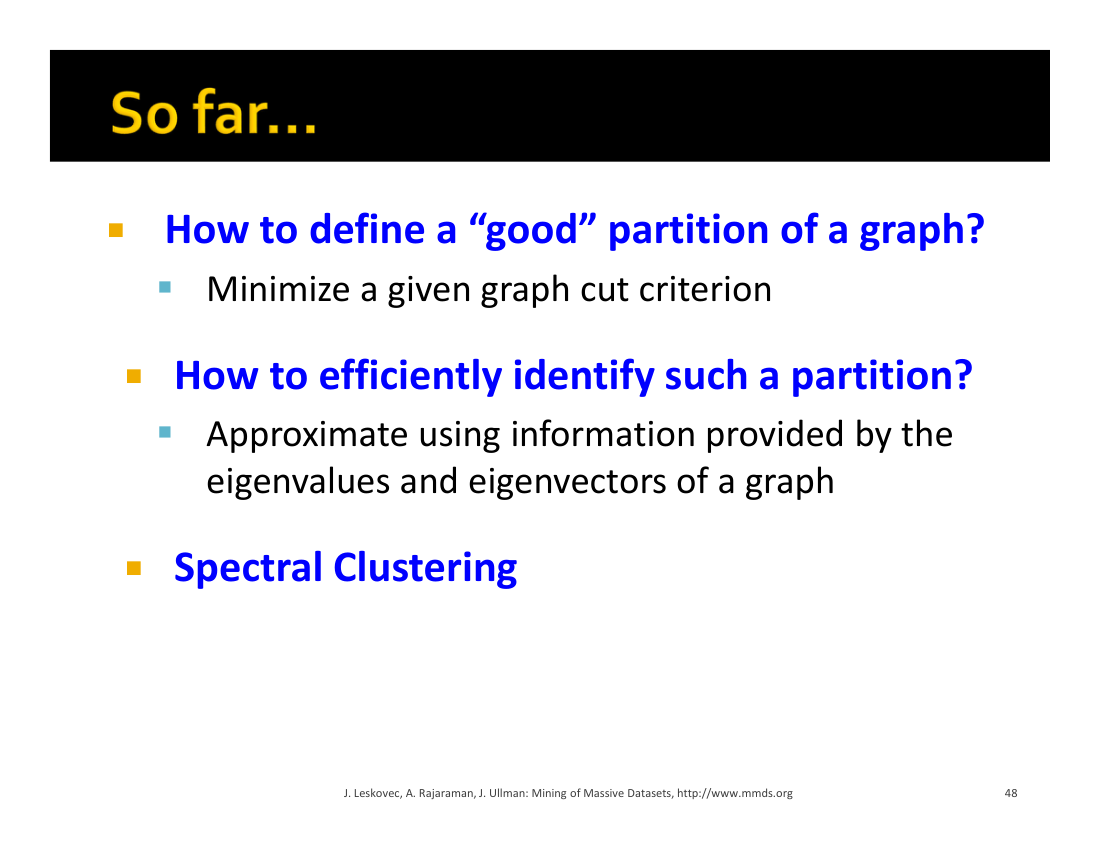 So far...
How to define a “good” partition of a graph?
Minimize a given graph cut criterion
How to efficiently identify such a partition?
Approximate using information provided by the
eigenvalues and eigenvectors of a graph
Spectral Clustering
J. Leskovec, A. Rajaraman, J. Ullman: Mining of Massive Datasets, http://www.mmds.org
48